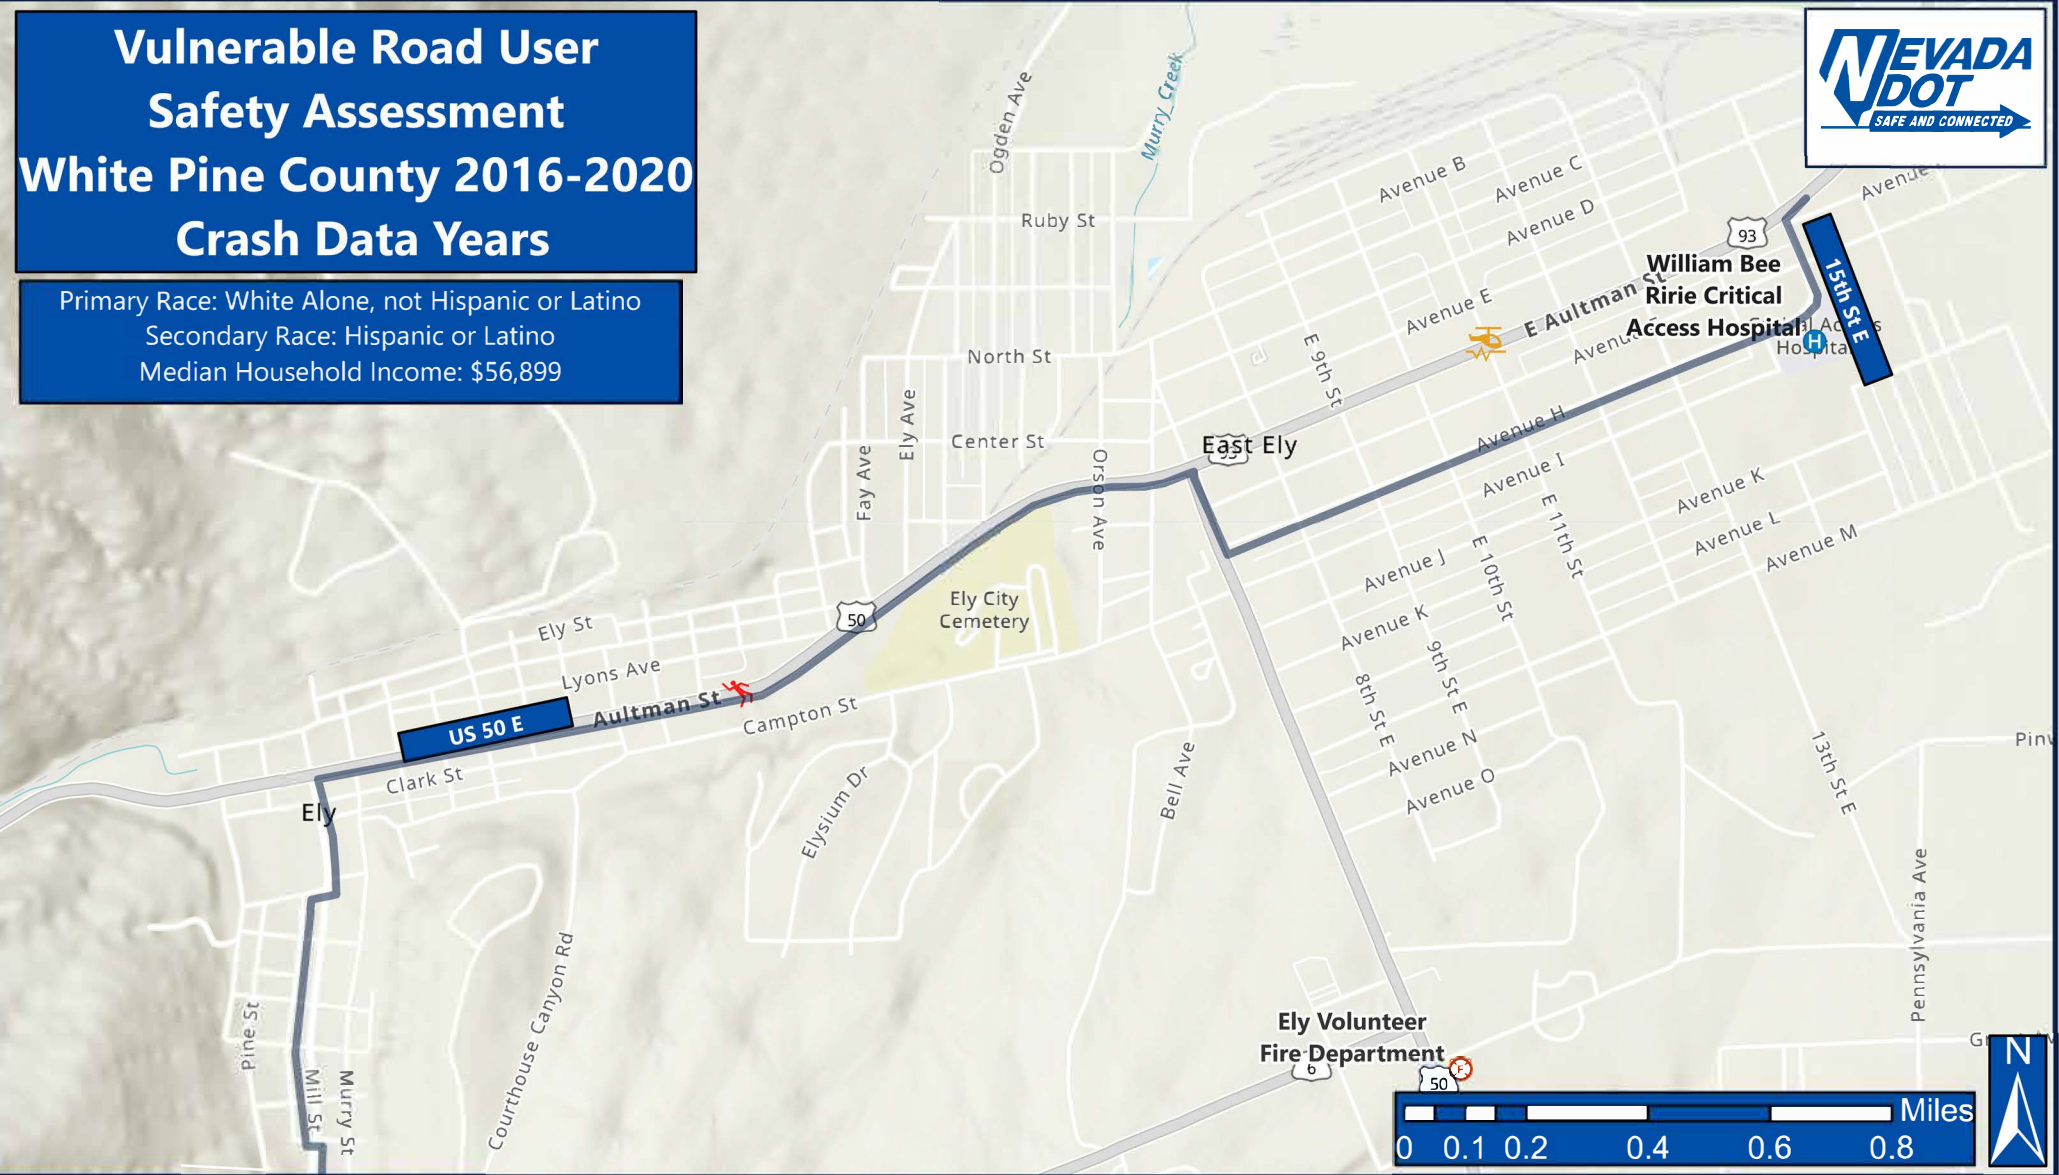 Vulnerable Road User
Safety Assessment
White Pine County 2016-2020
Crash Data Years
Primary Race: White Alone, not Hispanic or Latino
Secondary Race: Hispanic or Latino
Median Household Income: $56,899
NEVADA
DOT
SAFE AND CONNECTED
Ogden Ave
Murry Creek
Ruby St
North St
Center St
Ely Ave
Fay Ave
Orson Ave
Avenue B
Avenue C
Avenue D
Avenue E
E Aultman St
Avenue
93
William Bee
Ririe Critical
Access Hospital
Hospital
H
15th St E
E 9th St
East Ely
93
Avenue H
Avenue I
Avenue K
Avenue L
Avenue M
E 11th St
E 10th St
Avenue J
Avenue K
9th St E
8th St E
Avenue N
Avenue O
13th St E
Pennsylvania Ave
Ely City
Cemetery
50
Ely St
Lyons Ave
Aultman St
Campton St
US 50 E
Clark St
Ely
Elysium Dr
Bell Ave
Courthouse Canyon Rd
Pine St
Mill St
Murry St
Ely Volunteer
Fire Department
6
50
F
N
Miles
0 0.1 0.2 0.4 0.6 0.8